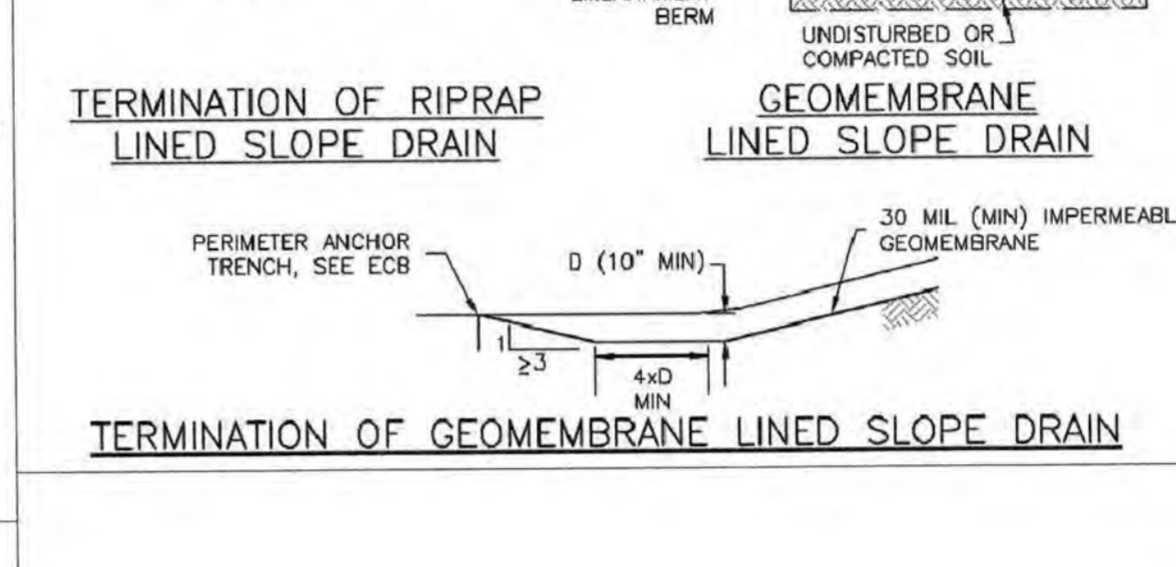 BERM
UNDISTURBED OR
COMPACTED SOIL
TERMINATION OF RIPRAP
LINED SLOPE DRAIN
GEOMEMBRANE
LINED SLOPE DRAIN
PERIMETER ANCHOR
TRENCH, SEE ECB
D (10" MIN)
30 MIL (MIN) IMPERMEABL
GEOMEMBRANE
1
≥3
4xD
MIN
TERMINATION OF GEOMEMBRANE LINED SLOPE DRAIN